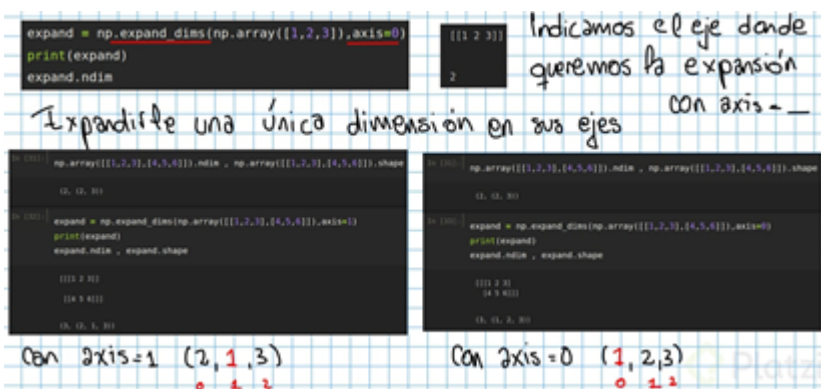 expand = np.expand_dims(np.array([1,2,3]),axis=0)
print(expand)
expand.ndim
[[1 2 3]]
2
Indicamos el eje donde
queremos la expansión
con axis = _
Expandirle una única dimensión en sus ejes
In [31]: np.array([[1,2,3],[4,5,6]]).ndim , np.array([[1,2,3],[4,5,6]]).shape
(2, (2, 3))
expand = np.expand_dims(np.array([[1,2,3],[4,5,6]]),axis=1)
print(expand)
expand.ndim , expand.shape
[[[1 2 3]]
[[4 5 6]]]
(3, (2, 1, 3))
Con axis=1 (2,1,3)
0 1 2
np.array([[1,2,3],[4,5,6]]).ndim , np.array([[1,2,3],[4,5,6]]).shape
(2, (2, 3))
expand = np.expand_dims(np.array([[1,2,3],[4,5,6]]),axis=0)
print(expand)
expand.ndim , expand.shape
[[[1 2 3]
[4 5 6]]]
(3, (1, 2, 3))
Con axis=0 (1,2,3)
0 1 2
Platzi